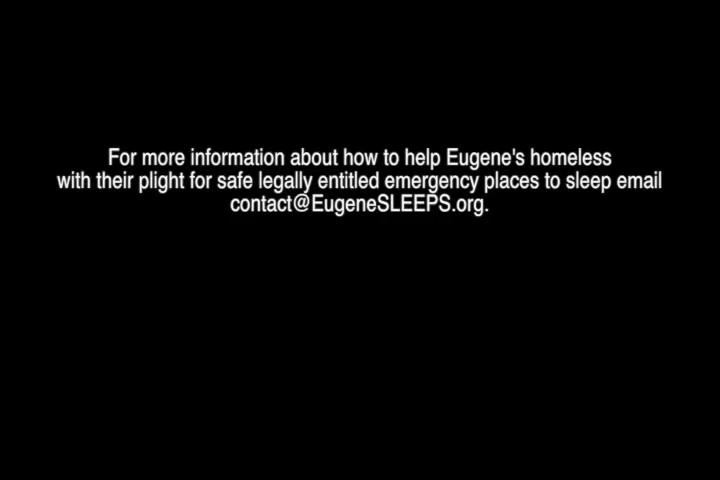 For more information about how to help Eugene's homeless
with their plight for safe legally entitled emergency places to sleep email
contact@EugeneSLEEPS.org.